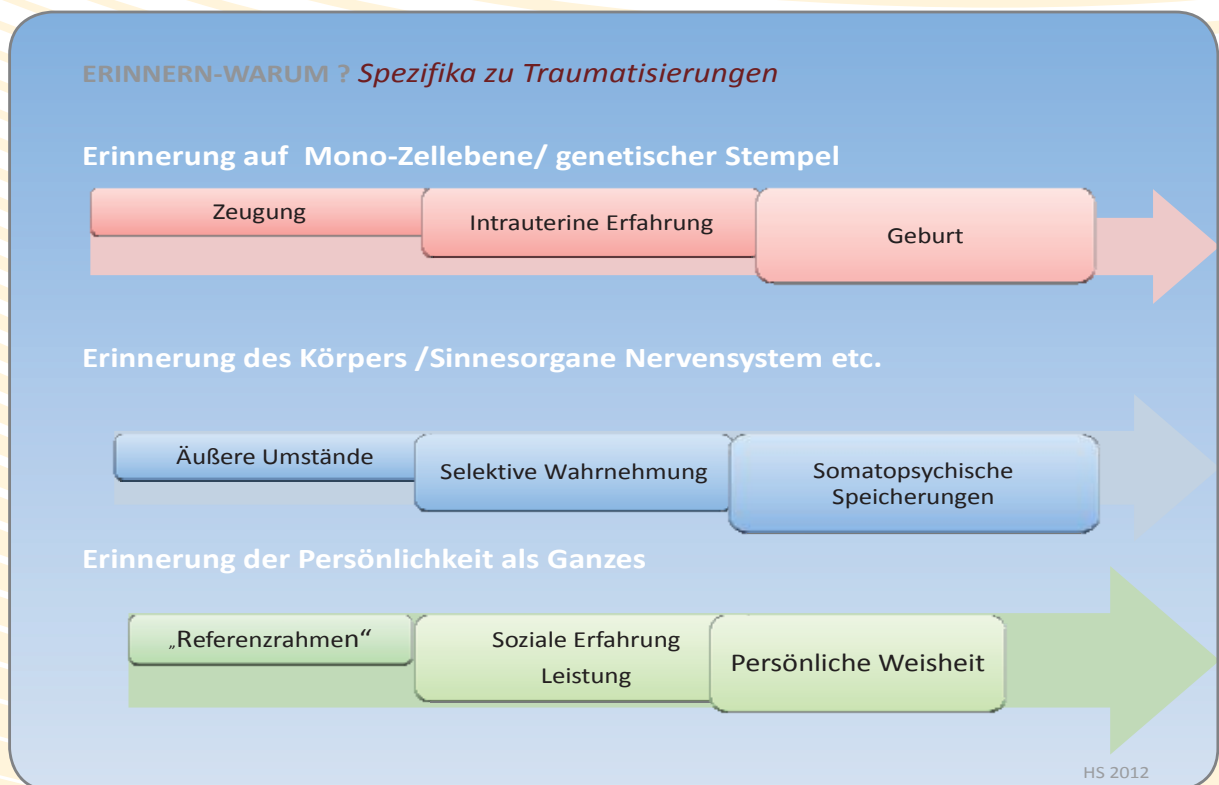 ERINNERN-WARUM ? Spezifika zu Traumatisierungen
Erinnerung auf Mono-Zellebene/ genetischer Stempel
Zeugung
Intrauterine Erfahrung
Geburt
Erinnerung des Körpers /Sinnesorgane Nervensystem etc.
Äußere Umstände
Selektive Wahrnehmung
Somatopsychische
Speicherungen
Erinnerung der Persönlichkeit als Ganzes
„Referenzrahmen“
Soziale Erfahrung
Leistung
Persönliche Weisheit
HS 2012